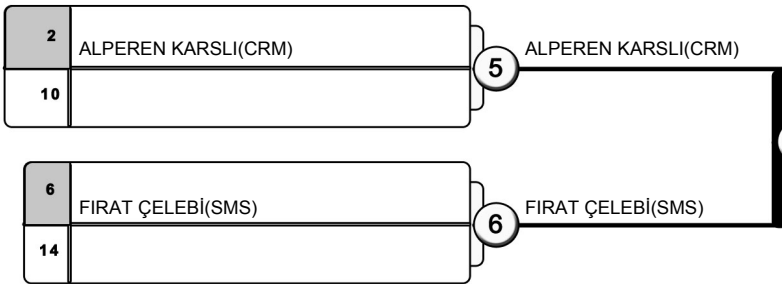 2
ALPEREN KARSLI(CRM)
10
5
ALPEREN KARSLI(CRM)
6
FIRAT ÇELEBİ(SMS)
14
6
FIRAT ÇELEBİ(SMS)